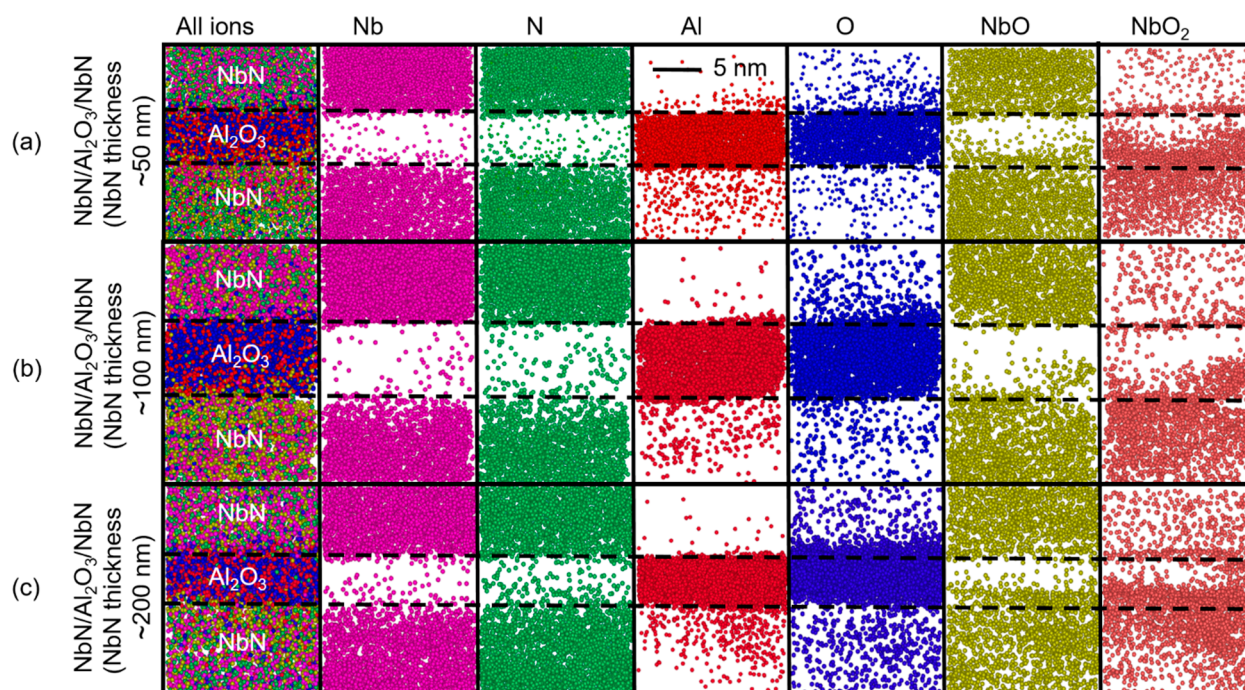 All ions Nb N Al O NbO NbO₂
5 nm
(a)
NbN/Al₂O₃/NbN
(NbN thickness
~50 nm)
NbN
Al₂O₃
NbN
(b)
NbN/Al₂O₃/NbN
(NbN thickness
~100 nm)
NbN
Al₂O₃
NbN
(c)
NbN/Al₂O₃/NbN
(NbN thickness
~200 nm)
NbN
Al₂O₃
NbN